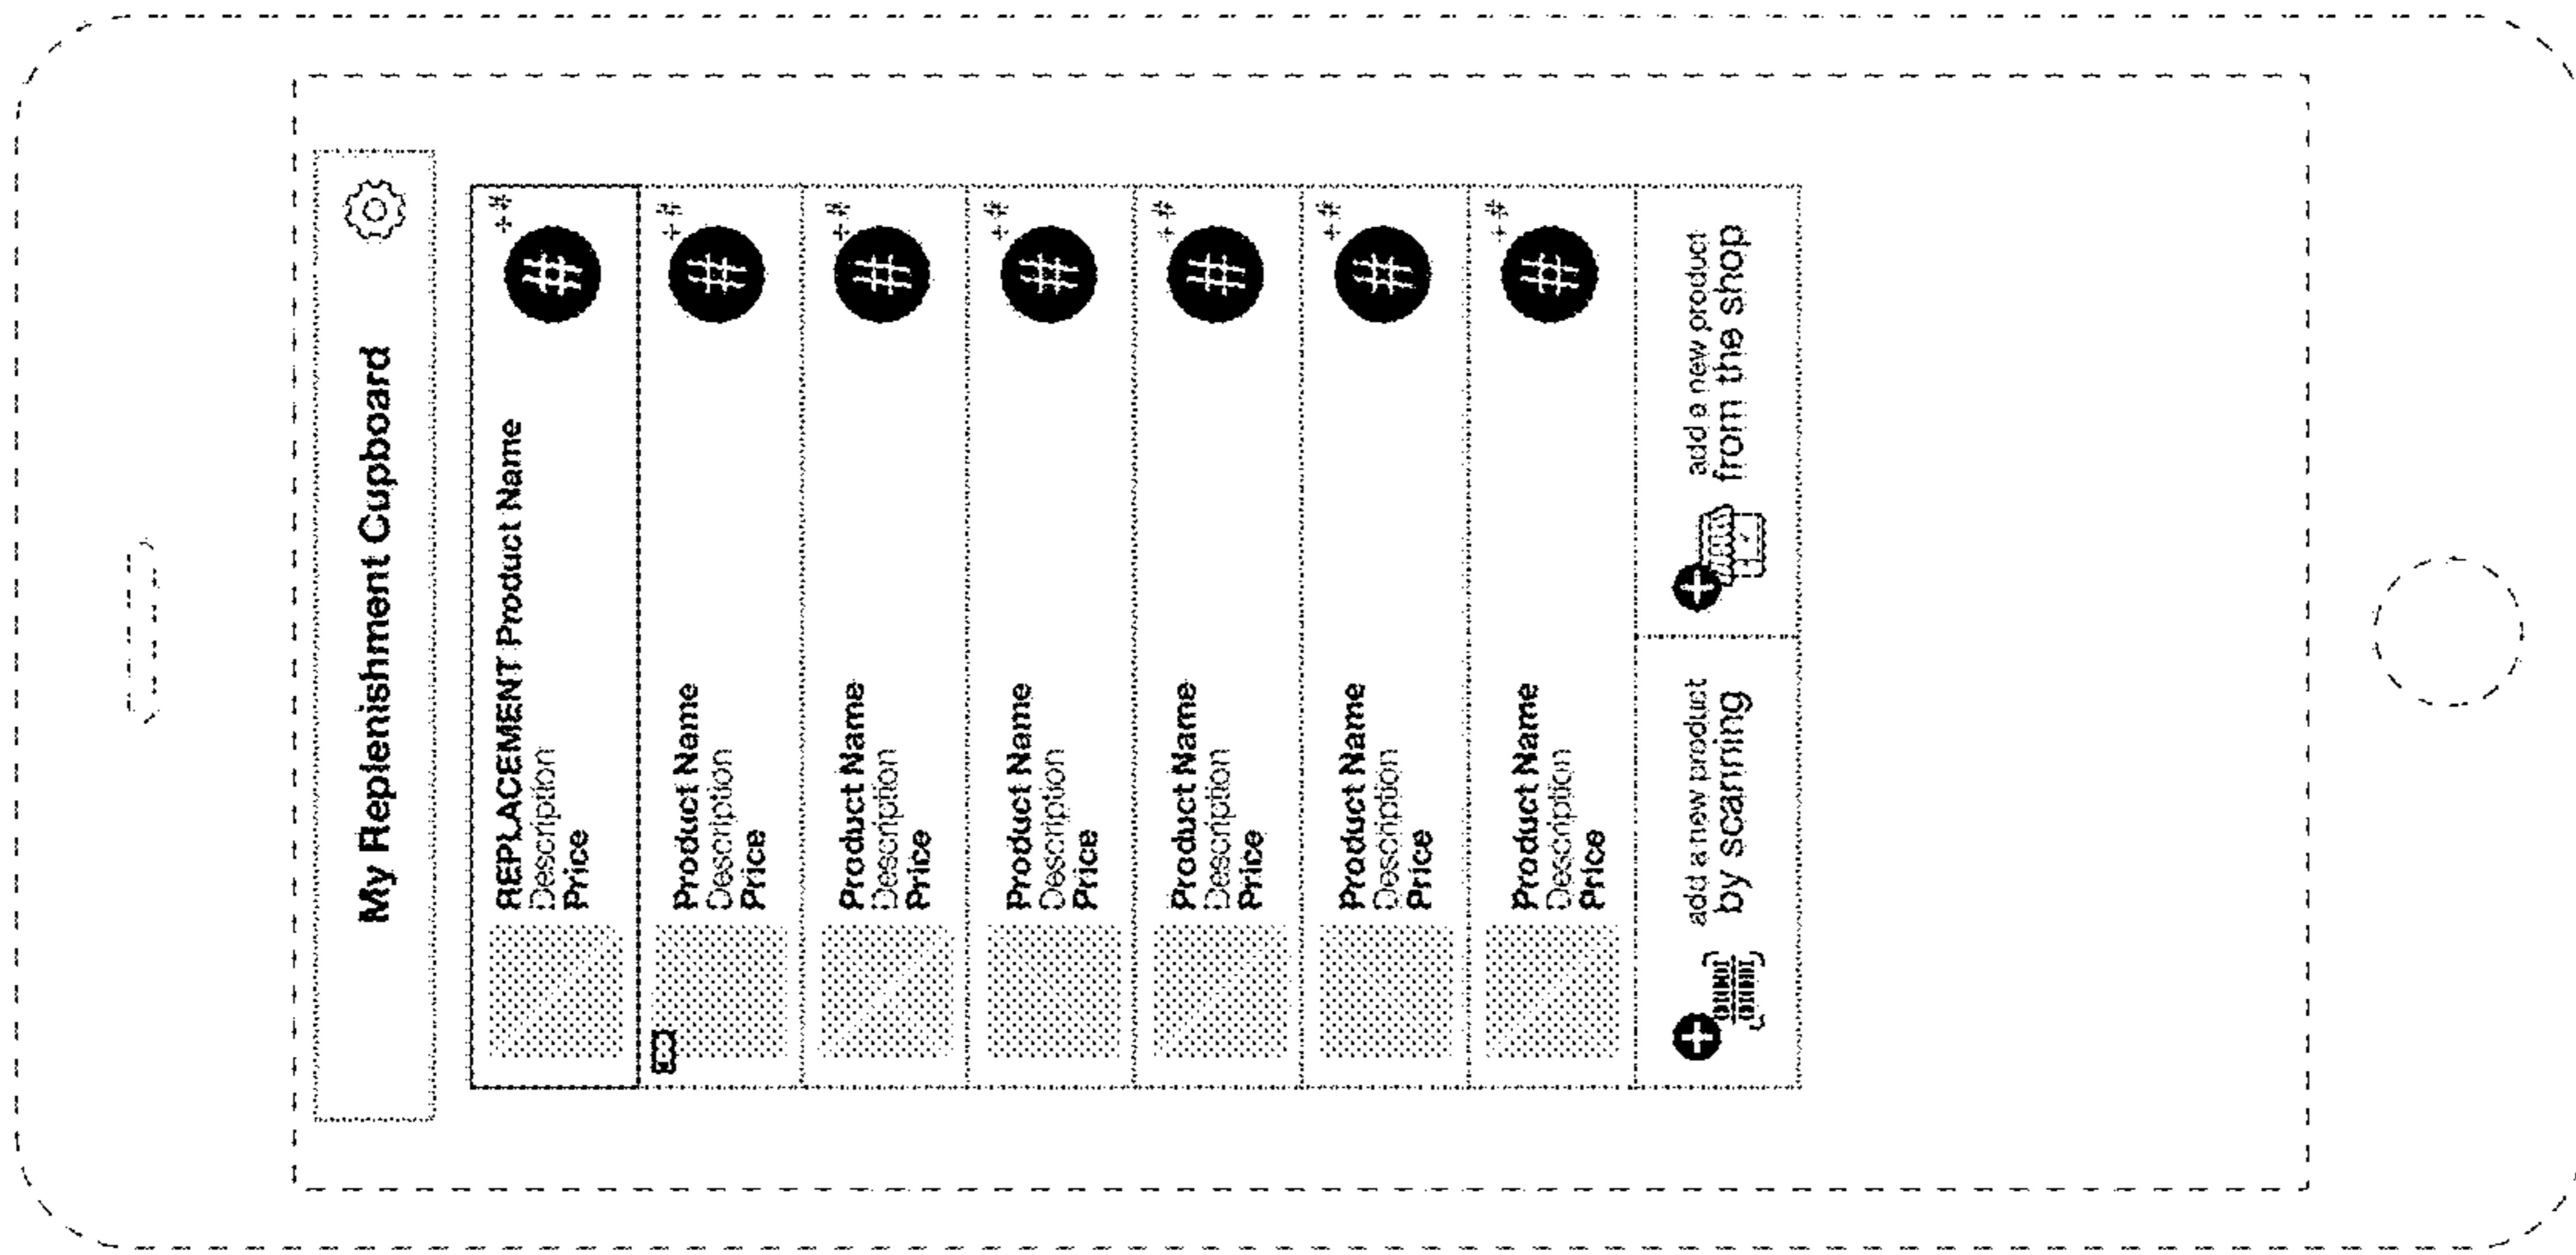 My Replenishment Cupboard
REPLACEMENT Product Name
Description
Price
+#
#
Product Name
Description
Price
+#
#
Product Name
Description
Price
+#
#
Product Name
Description
Price
+#
#
Product Name
Description
Price
+#
#
Product Name
Description
Price
+#
#
Product Name
Description
Price
+#
#
add a new product
by scanning
add a new product
from the shop